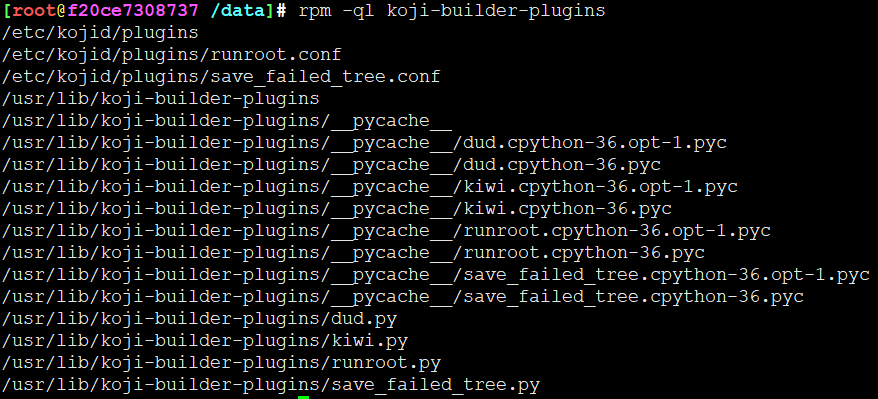 [root@f20ce7308737 /data]# rpm -ql koji-builder-plugins
/etc/kojid/plugins
/etc/kojid/plugins/runroot.conf
/etc/kojid/plugins/save_failed_tree.conf
/usr/lib/koji-builder-plugins
/usr/lib/koji-builder-plugins/__pycache__
/usr/lib/koji-builder-plugins/__pycache__/dud.cpython-36.opt-1.pyc
/usr/lib/koji-builder-plugins/__pycache__/dud.cpython-36.pyc
/usr/lib/koji-builder-plugins/__pycache__/kiwi.cpython-36.opt-1.pyc
/usr/lib/koji-builder-plugins/__pycache__/kiwi.cpython-36.pyc
/usr/lib/koji-builder-plugins/__pycache__/runroot.cpython-36.opt-1.pyc
/usr/lib/koji-builder-plugins/__pycache__/runroot.cpython-36.pyc
/usr/lib/koji-builder-plugins/__pycache__/save_failed_tree.cpython-36.opt-1.pyc
/usr/lib/koji-builder-plugins/__pycache__/save_failed_tree.cpython-36.pyc
/usr/lib/koji-builder-plugins/dud.py
/usr/lib/koji-builder-plugins/kiwi.py
/usr/lib/koji-builder-plugins/runroot.py
/usr/lib/koji-builder-plugins/save_failed_tree.py